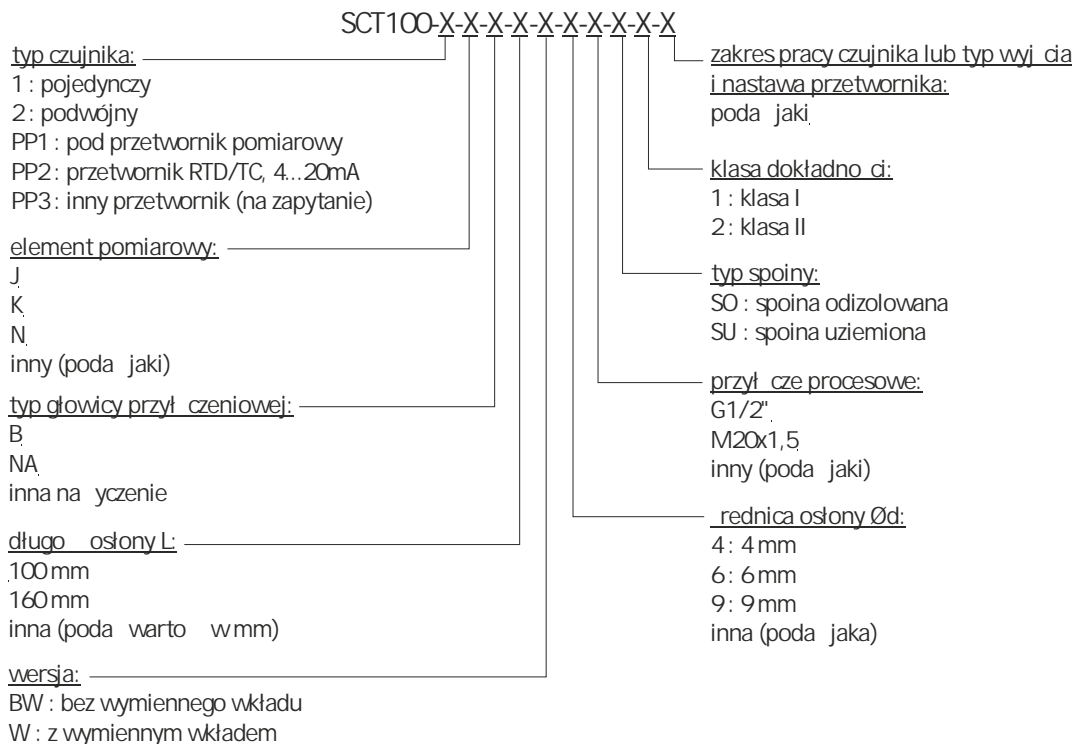 SCT100-X-X-X-X-X-X-X-X-X-X
typ czujnika:
1 : pojedynczy
2 : podwójny
PP1 : pod przetwornik pomiarowy
PP2 : przetwornik RTD/TC, 4...20mA
PP3 : inny przetwornik (na zapytanie)
element pomiarowy:
J
K
N
inny (poda  jaki)
typ głowicy przył czeniowej:
B
NA
inna na  yczenie
długo   osłony L:
100 mm
160 mm
inna (poda  warto   w mm)
wersja:
BW : bez wymiennego wkładu
W : z wymiennym wkładem
zakres pracy czujnika lub typ wyj cia
i nastawa przetwornika:
poda  jaki
klasa dokładno ci:
1 : klasa I
2 : klasa II
typ spoiny:
SO : spoina odizolowana
SU : spoina uziemiona
przył cze procesowe:
G1/2"
M20x1,5
inny (poda  jaki)
 rednica osłony Ød:
4 : 4 mm
6 : 6 mm
9 : 9 mm
inna (poda  jaka)